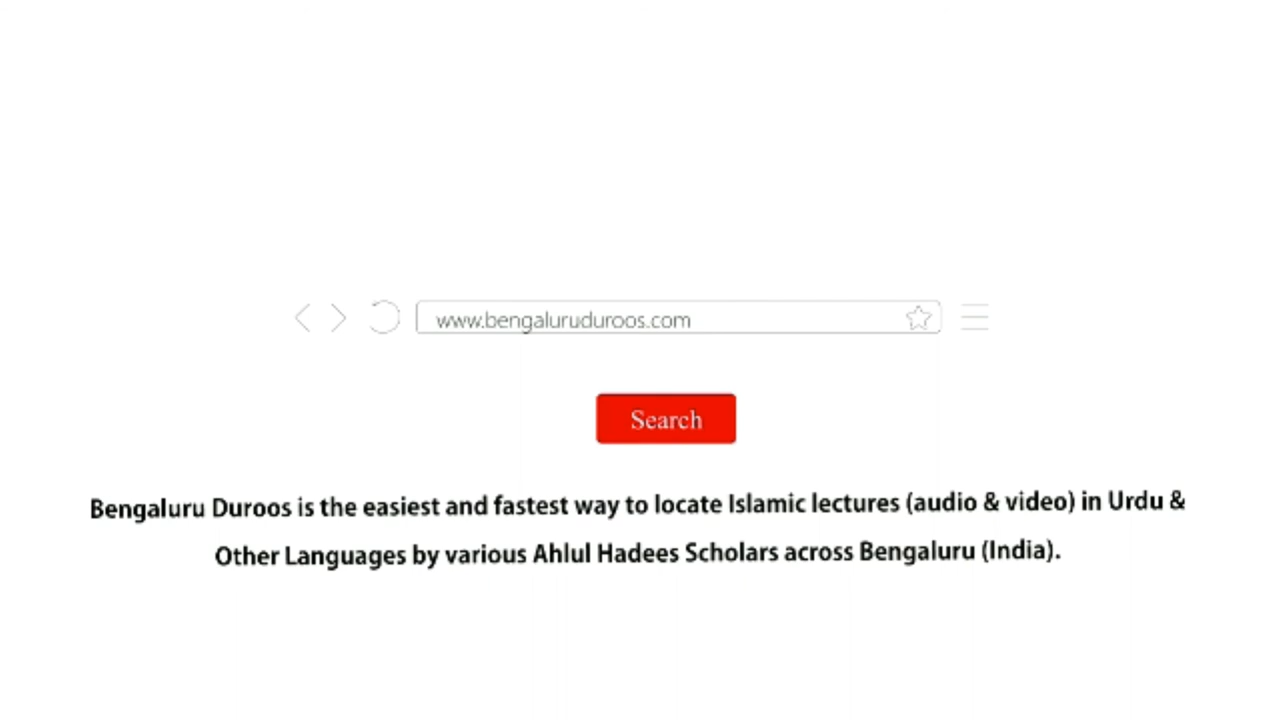 www.bengaluruduroos.com
Search
Bengaluru Duroos is the easiest and fastest way to locate Islamic lectures (audio & video) in Urdu &
Other Languages by various Ahlul Hadees Scholars across Bengaluru (India).